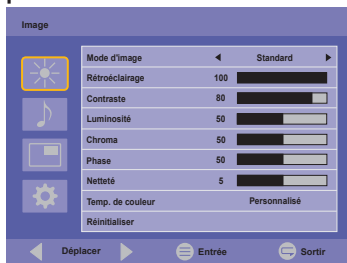 Image
Mode d'image Standard
Rétroéclairage 100
Contraste 80
Luminosité 50
Chroma 50
Phase 50
Netteté 5
Temp. de couleur Personnalisé
Réinitialiser
Déplacer Entrée Sortir